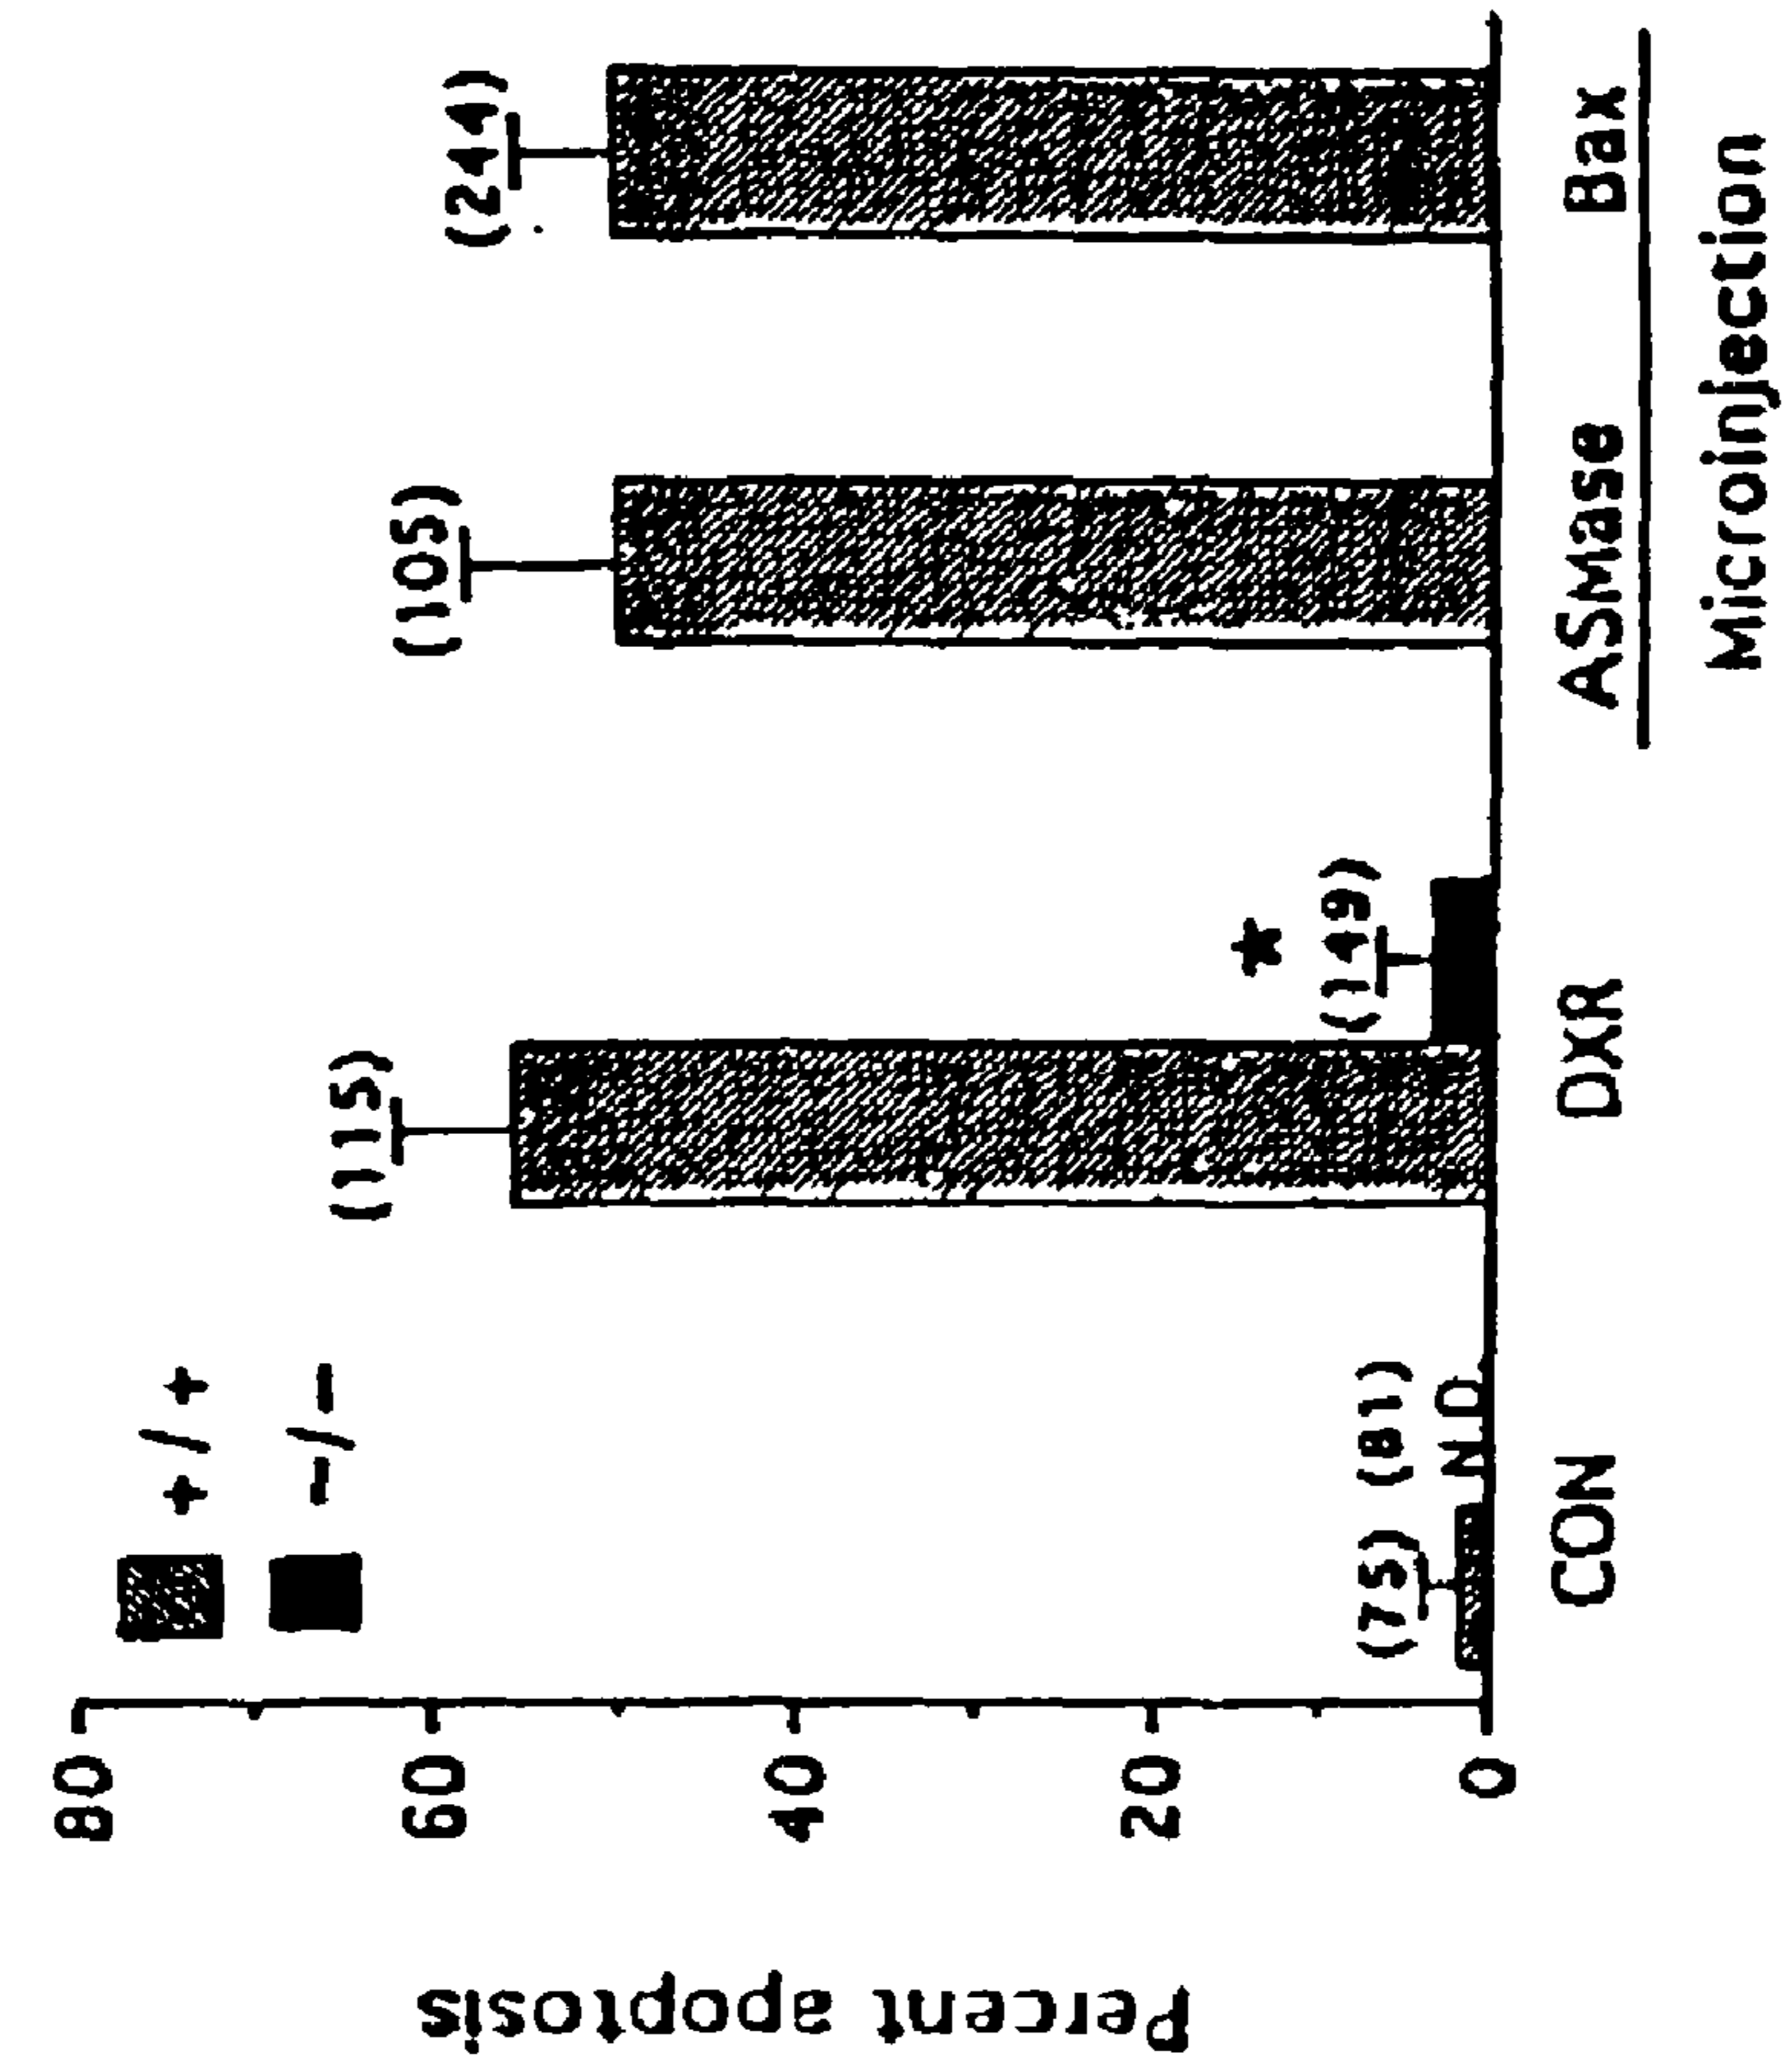 Percent apoptosis
80
60
40
20
0
+/+
-/-
(75) (81)
N.O.
(115)
*
(149)
(105)
(244)
CON
DXR
ASMase
Bax
Microinjection